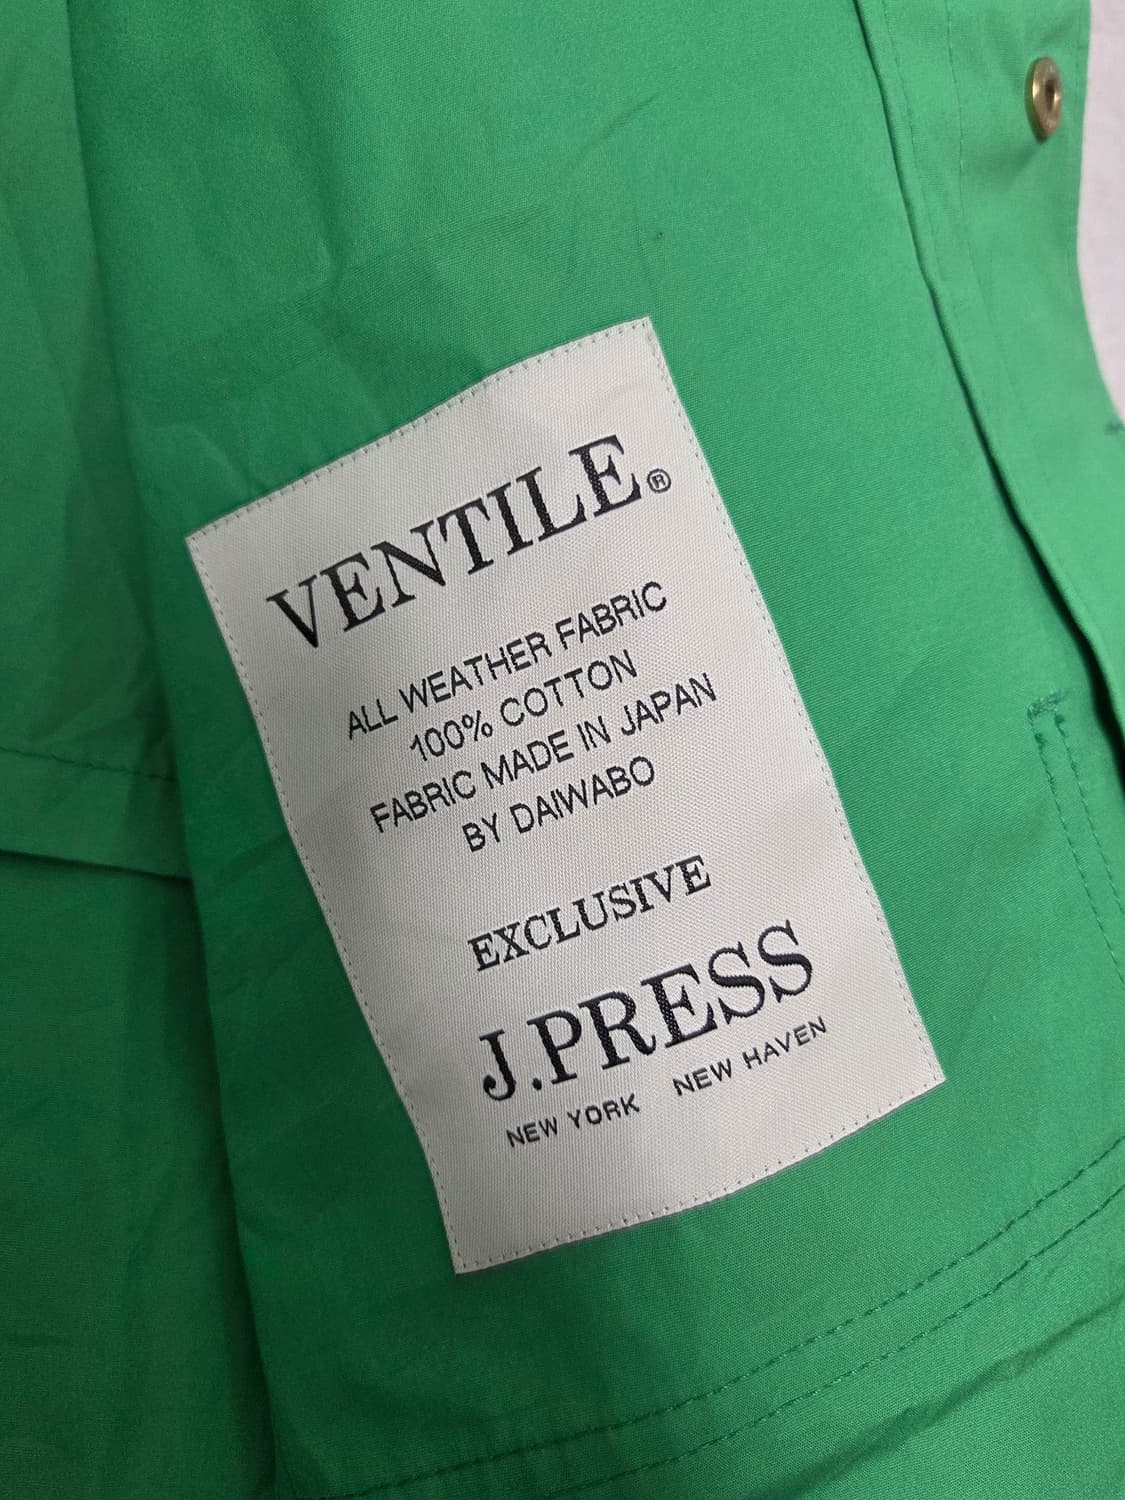 VENTILE®
ALL WEATHER FABRIC
100% COTTON
FABRIC MADE IN JAPAN
BY DAIWABO
EXCLUSIVE
J.PRESS
NEW YORK NEW HAVEN